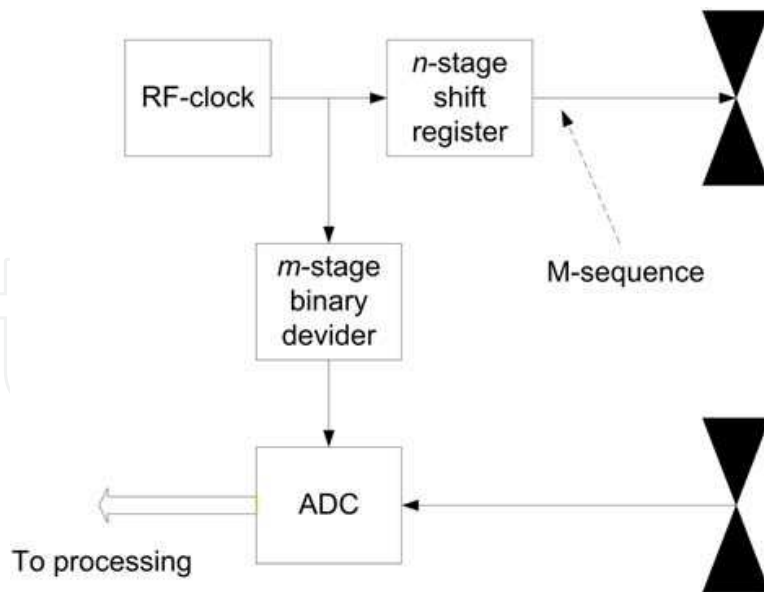 RF-clock
n-stage
shift
register
M-sequence
m-stage
binary
devider
ADC
To processing